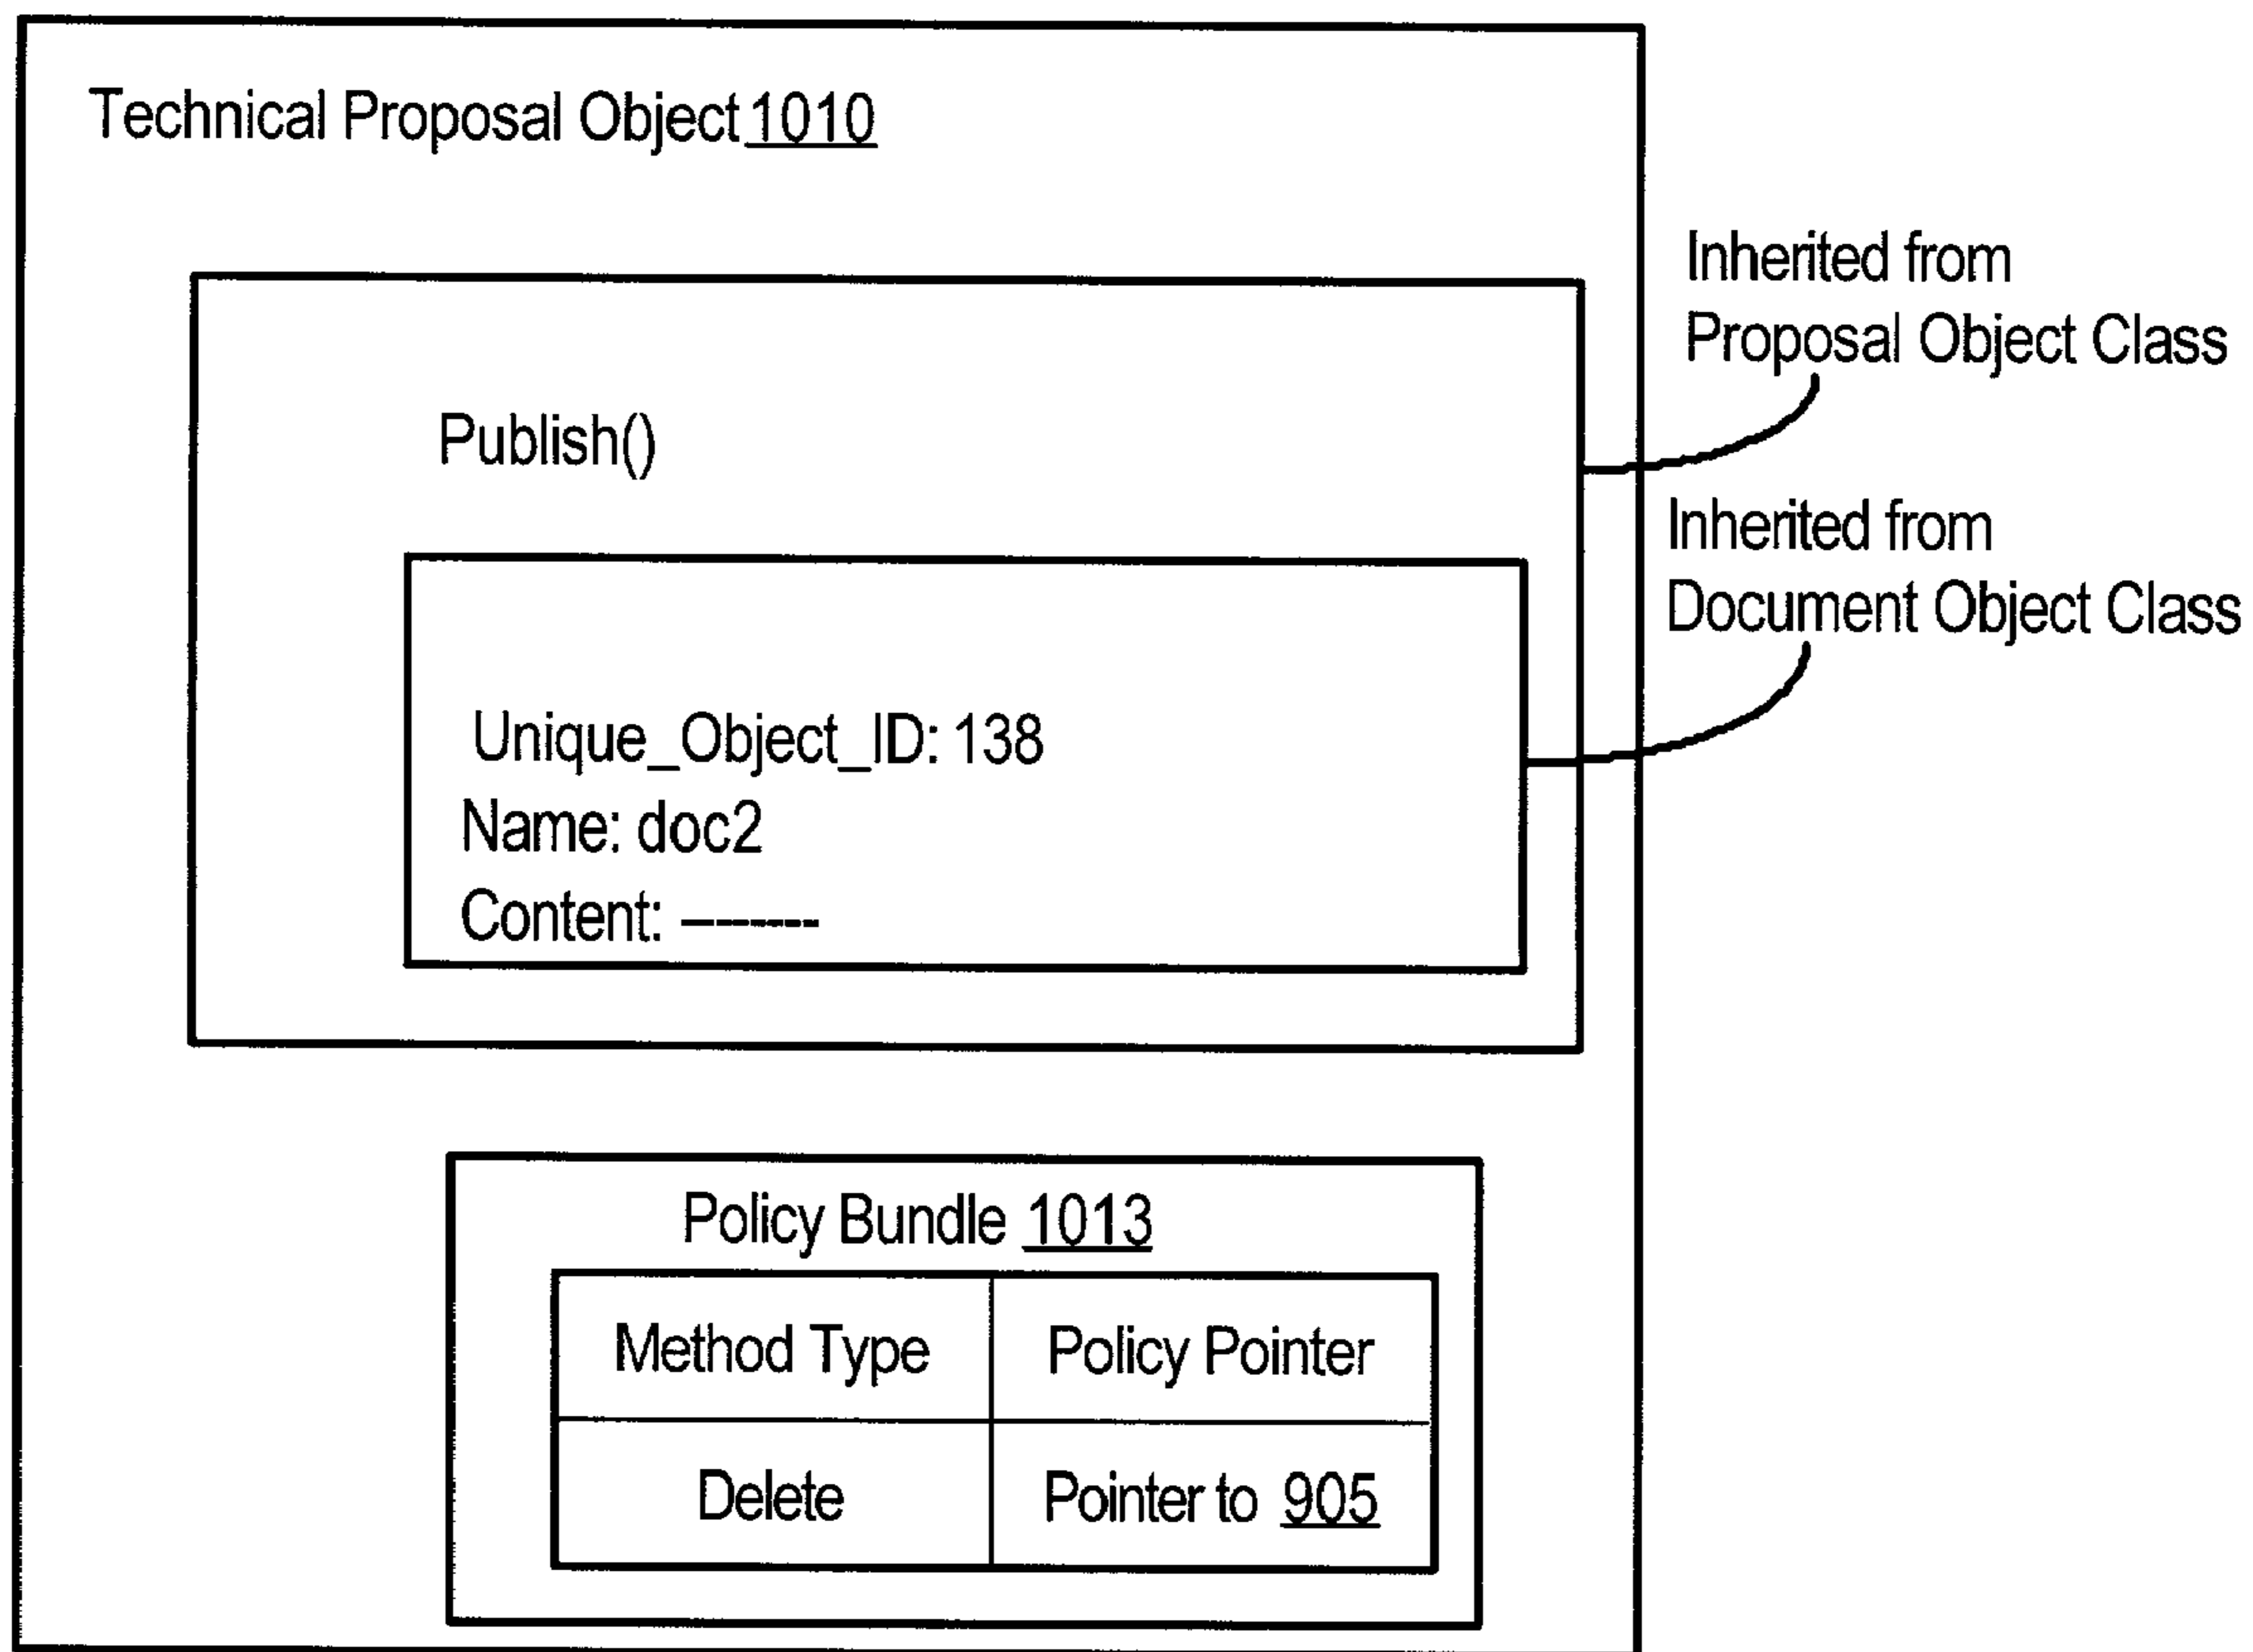 Technical Proposal Object 1010
Inherited from
Proposal Object Class
Publish()
Inherited from
Document Object Class
Unique_Object_ID: 138
Name: doc2
Content: --------
Policy Bundle 1013
Method Type Policy Pointer
Delete Pointer to 905